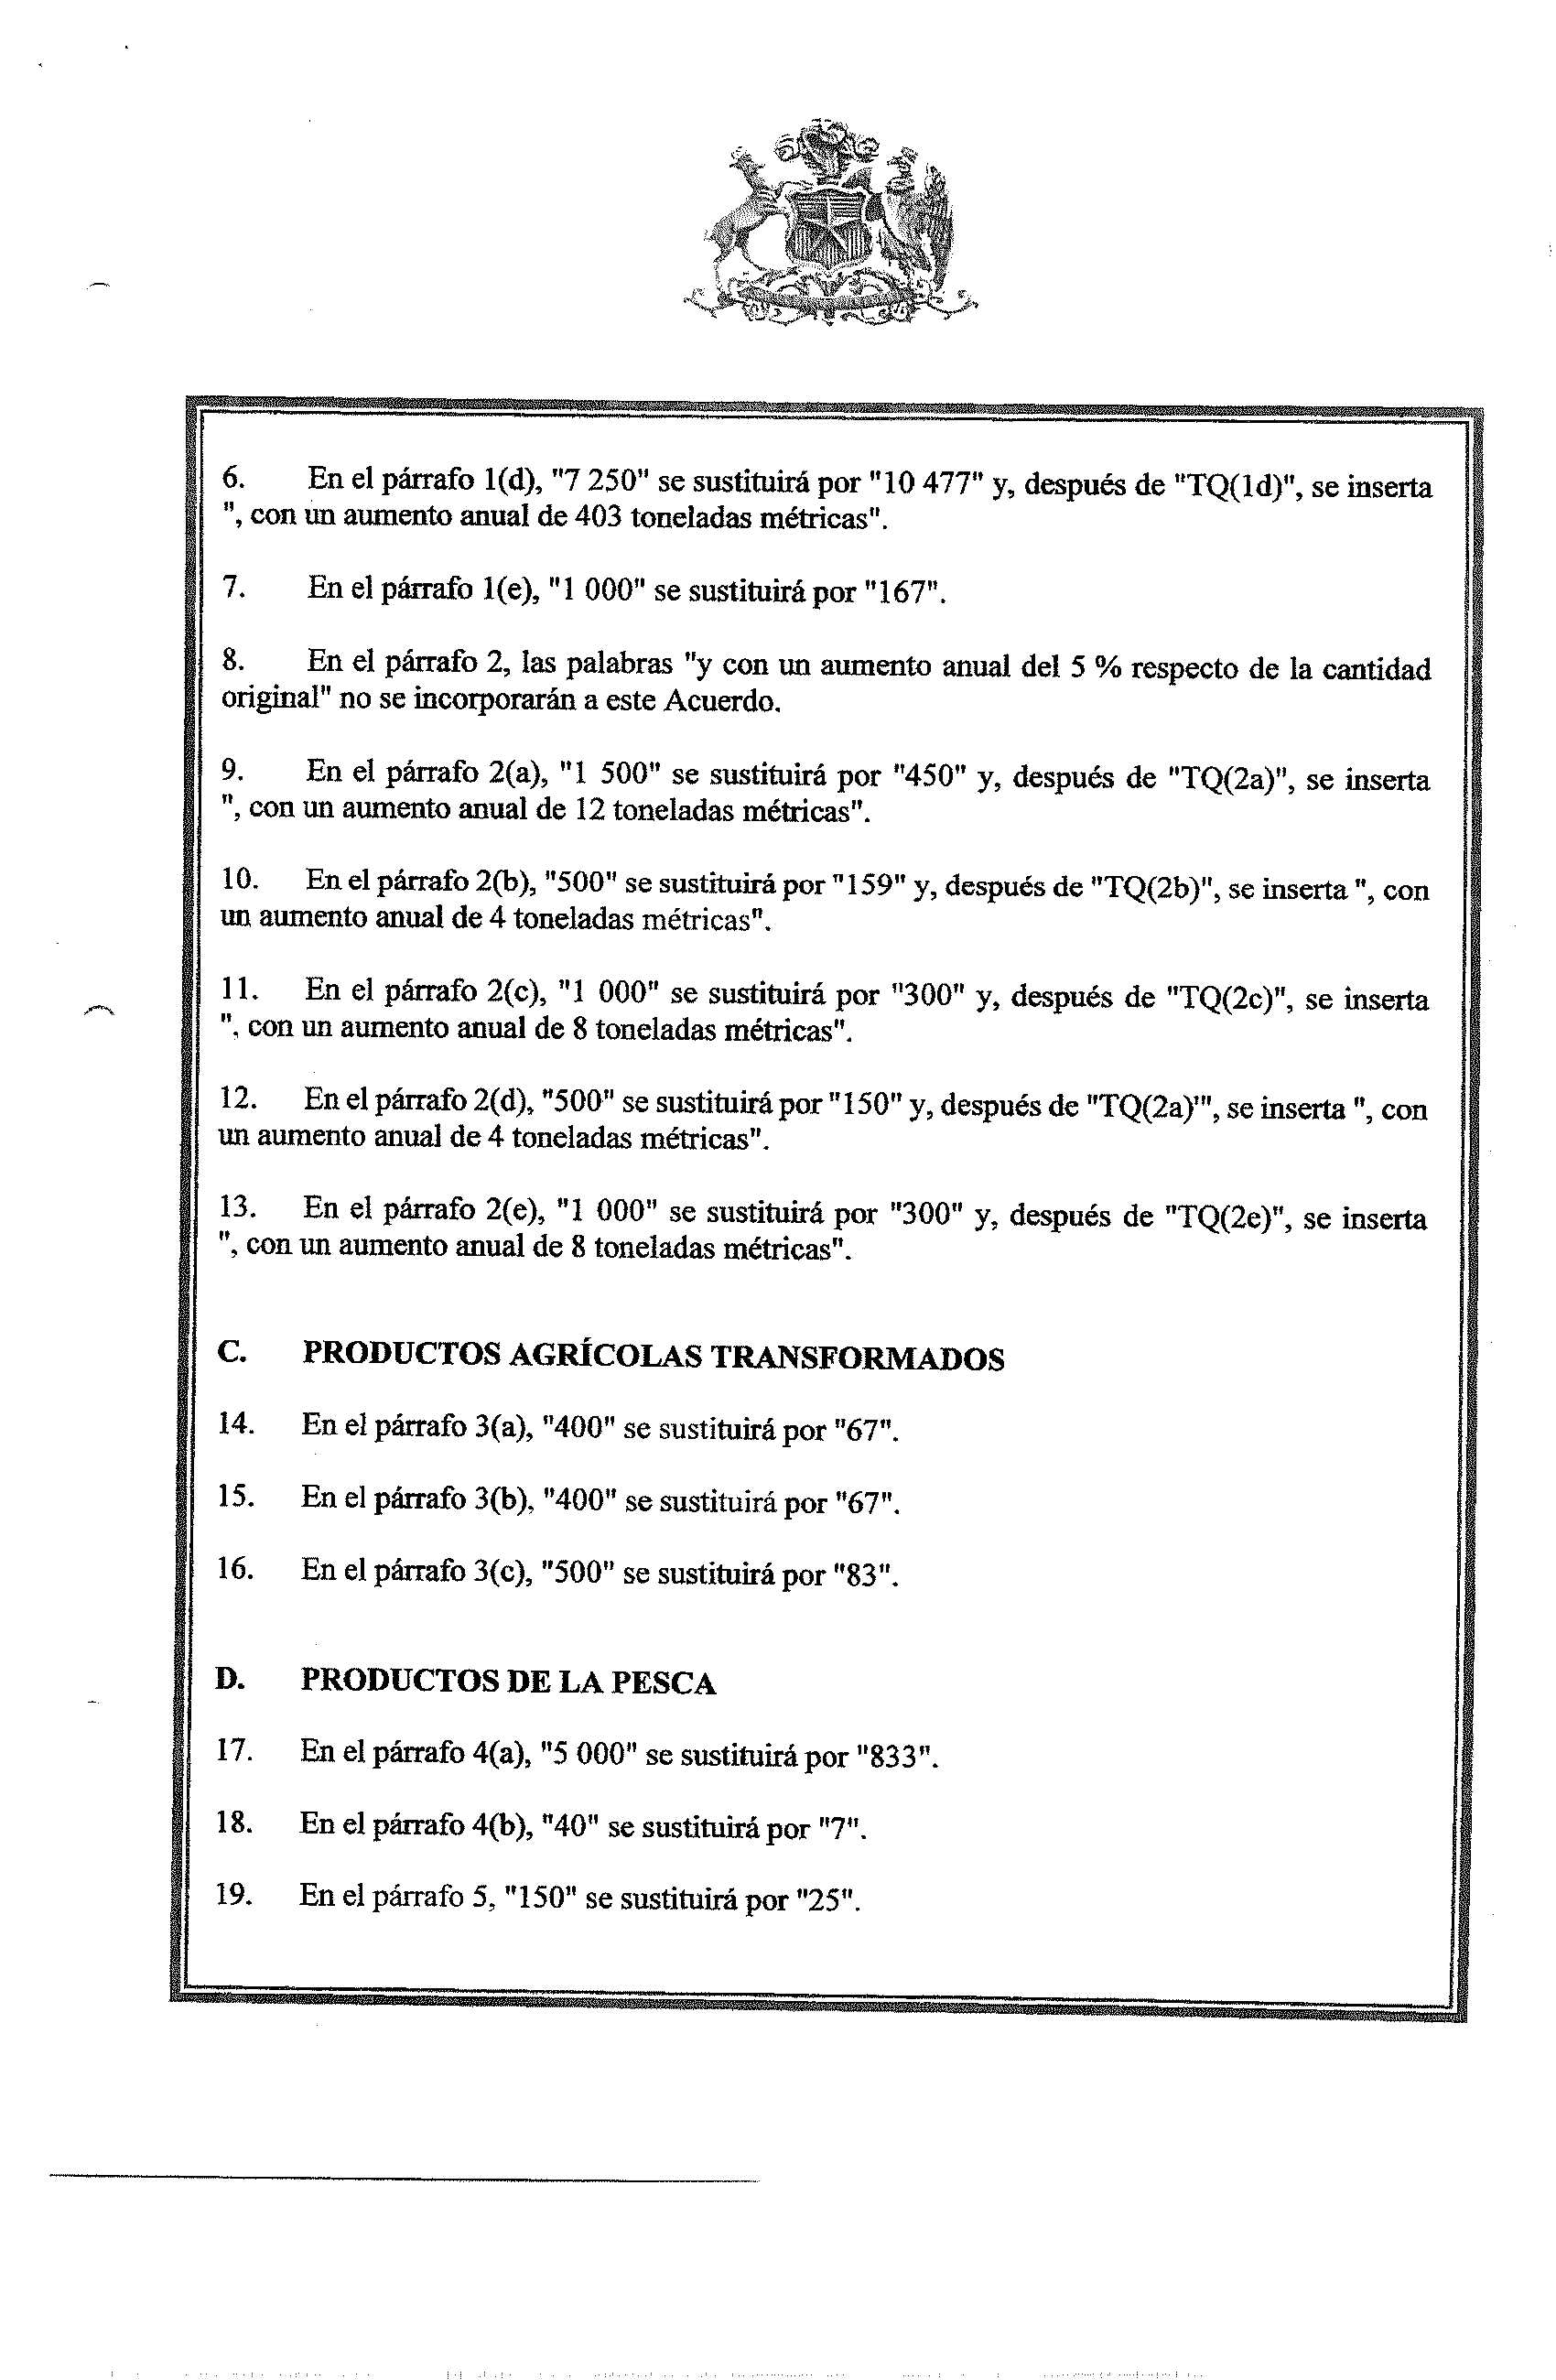 6. En el párrafo 1(d), "7 250" se sustituirá por "10 477" y, después de "TQ(1d)", se inserta
", con un aumento anual de 403 toneladas métricas".
7. En el párrafo 1(e), "1 000" se sustituirá por "167".
8. En el párrafo 2, las palabras "y con un aumento anual del 5 % respecto de la cantidad
original" no se incorporarán a este Acuerdo.
9. En el párrafo 2(a), "1 500" se sustituirá por "450" y, después de "TQ(2a)", se inserta
", con un aumento anual de 12 toneladas métricas".
10. En el párrafo 2(b), "500" se sustituirá por "159" y, después de "TQ(2b)", se inserta ", con
un aumento anual de 4 toneladas métricas".
11. En el párrafo 2(c), "1 000" se sustituirá por "300" y, después de "TQ(2c)", se inserta
", con un aumento anual de 8 toneladas métricas".
12. En el párrafo 2(d), "500" se sustituirá por "150" y, después de "TQ(2a)'", se inserta ", con
un aumento anual de 4 toneladas métricas".
13. En el párrafo 2(e), "1 000" se sustituirá por "300" y, después de "TQ(2e)", se inserta
", con un aumento anual de 8 toneladas métricas".
C. PRODUCTOS AGRÍCOLAS TRANSFORMADOS
14. En el párrafo 3(a), "400" se sustituirá por "67".
15. En el párrafo 3(b), "400" se sustituirá por "67".
16. En el párrafo 3(c), "500" se sustituirá por "83".
D. PRODUCTOS DE LA PESCA
17. En el párrafo 4(a), "5 000" se sustituirá por "833".
18. En el párrafo 4(b), "40" se sustituirá por "7".
19. En el párrafo 5, "150" se sustituirá por "25".